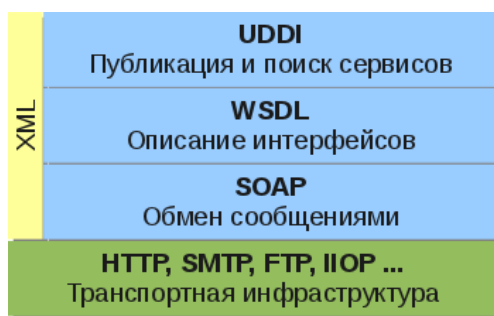 XML
UDDI
Публикация и поиск сервисов
WSDL
Описание интерфейсов
SOAP
Обмен сообщениями
HTTP, SMTP, FTP, IIOP ...
Транспортная инфраструктура